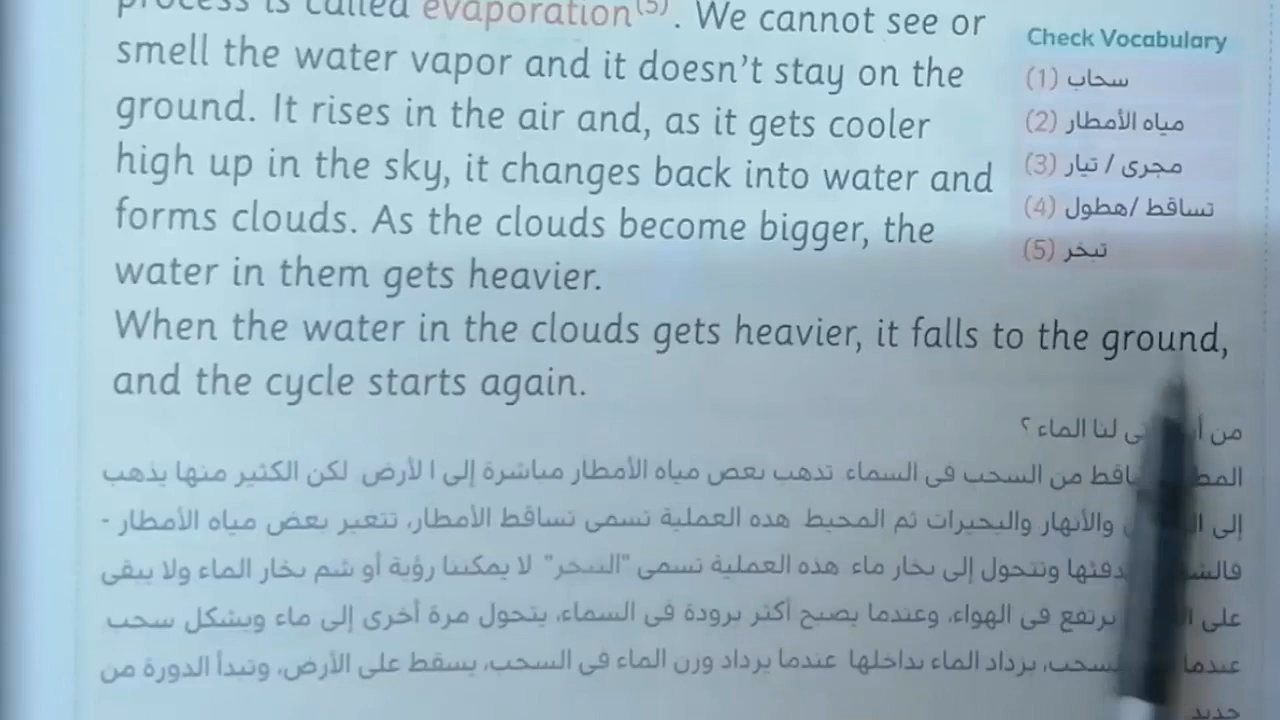 process is called evaporation(5). We cannot see or
smell the water vapor and it doesn't stay on the
ground. It rises in the air and, as it gets cooler
high up in the sky, it changes back into water and
forms clouds. As the clouds become bigger, the
water in them gets heavier.
When the water in the clouds gets heavier, it falls to the ground,
and the cycle starts again.
Check Vocabulary
(1) سحاب
(2) مياه الأمطار
(3) مجرى / تيار
(4) تساقط /هطول
(5) تبخر
من لنا الماء ؟
من السحب فى السماء تذهب بعض مياه الأمطار مباشرة إلى الأرض لكن الكثير منها يذهب
إلى والأنهار والبحيرات ثم المحيط هذه العملية تسمى تساقط الأمطار، تتغير بعض مياه الأمطار -
وتتحول إلى بخار ماء هذه العملية تسمى "التبخر" لا يمكننا رؤية أو شم بخار الماء ولا يبقى
على يرتفع فى الهواء، وعندما يصبح أكثر برودة فى السماء، يتحول مرة أخرى إلى ماء ويشكل سحب
عندما يزداد الماء بداخلها عندما يزداد وزن الماء فى السحب، يسقط على الأرض، وتبدأ الدورة من
جديد